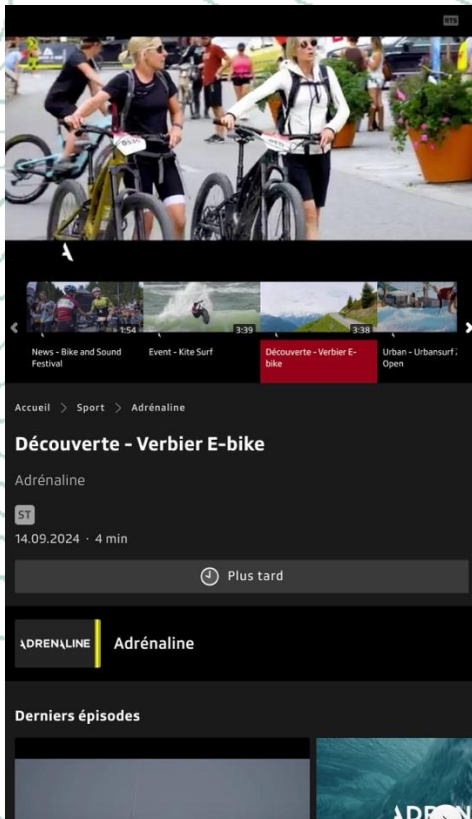 RTS
1:54
3:39
3:38
News - Bike and Sound
Festival
Event - Kite Surf
Découverte - Verbier E-
bike
Urban - Urbansurf
Open
Accueil > Sport > Adrénaline
Découverte - Verbier E-bike
Adrénaline
ST
14.09.2024 · 4 min
Plus tard
ADRENALINE
Adrénaline
Derniers épisodes